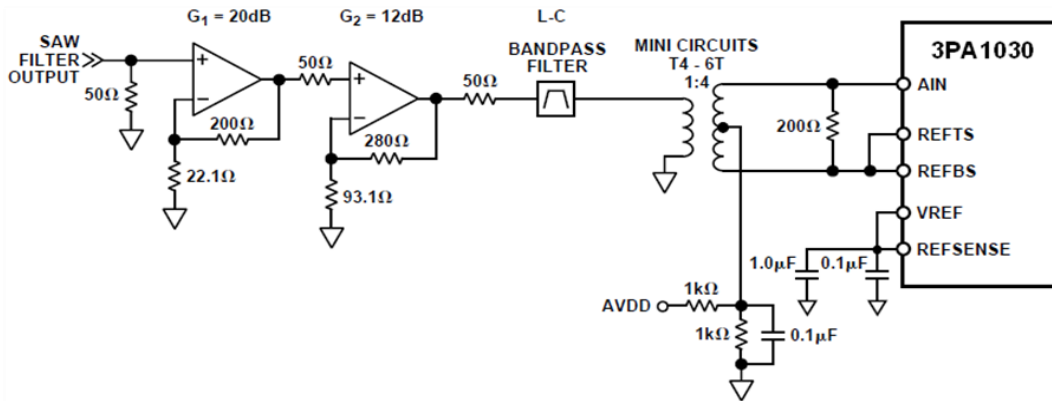 G₁ = 20dB
G₂ = 12dB
L-C
BANDPASS
FILTER
MINI CIRCUITS
T4 - 6T
1:4
3PA1030
SAW
FILTER
OUTPUT
50Ω
+
−
200Ω
22.1Ω
50Ω
+
−
280Ω
93.1Ω
50Ω
200Ω
AIN
REFTS
REFBS
VREF
REFSENSE
1.0µF
0.1µF
AVDD
1kΩ
1kΩ
0.1µF